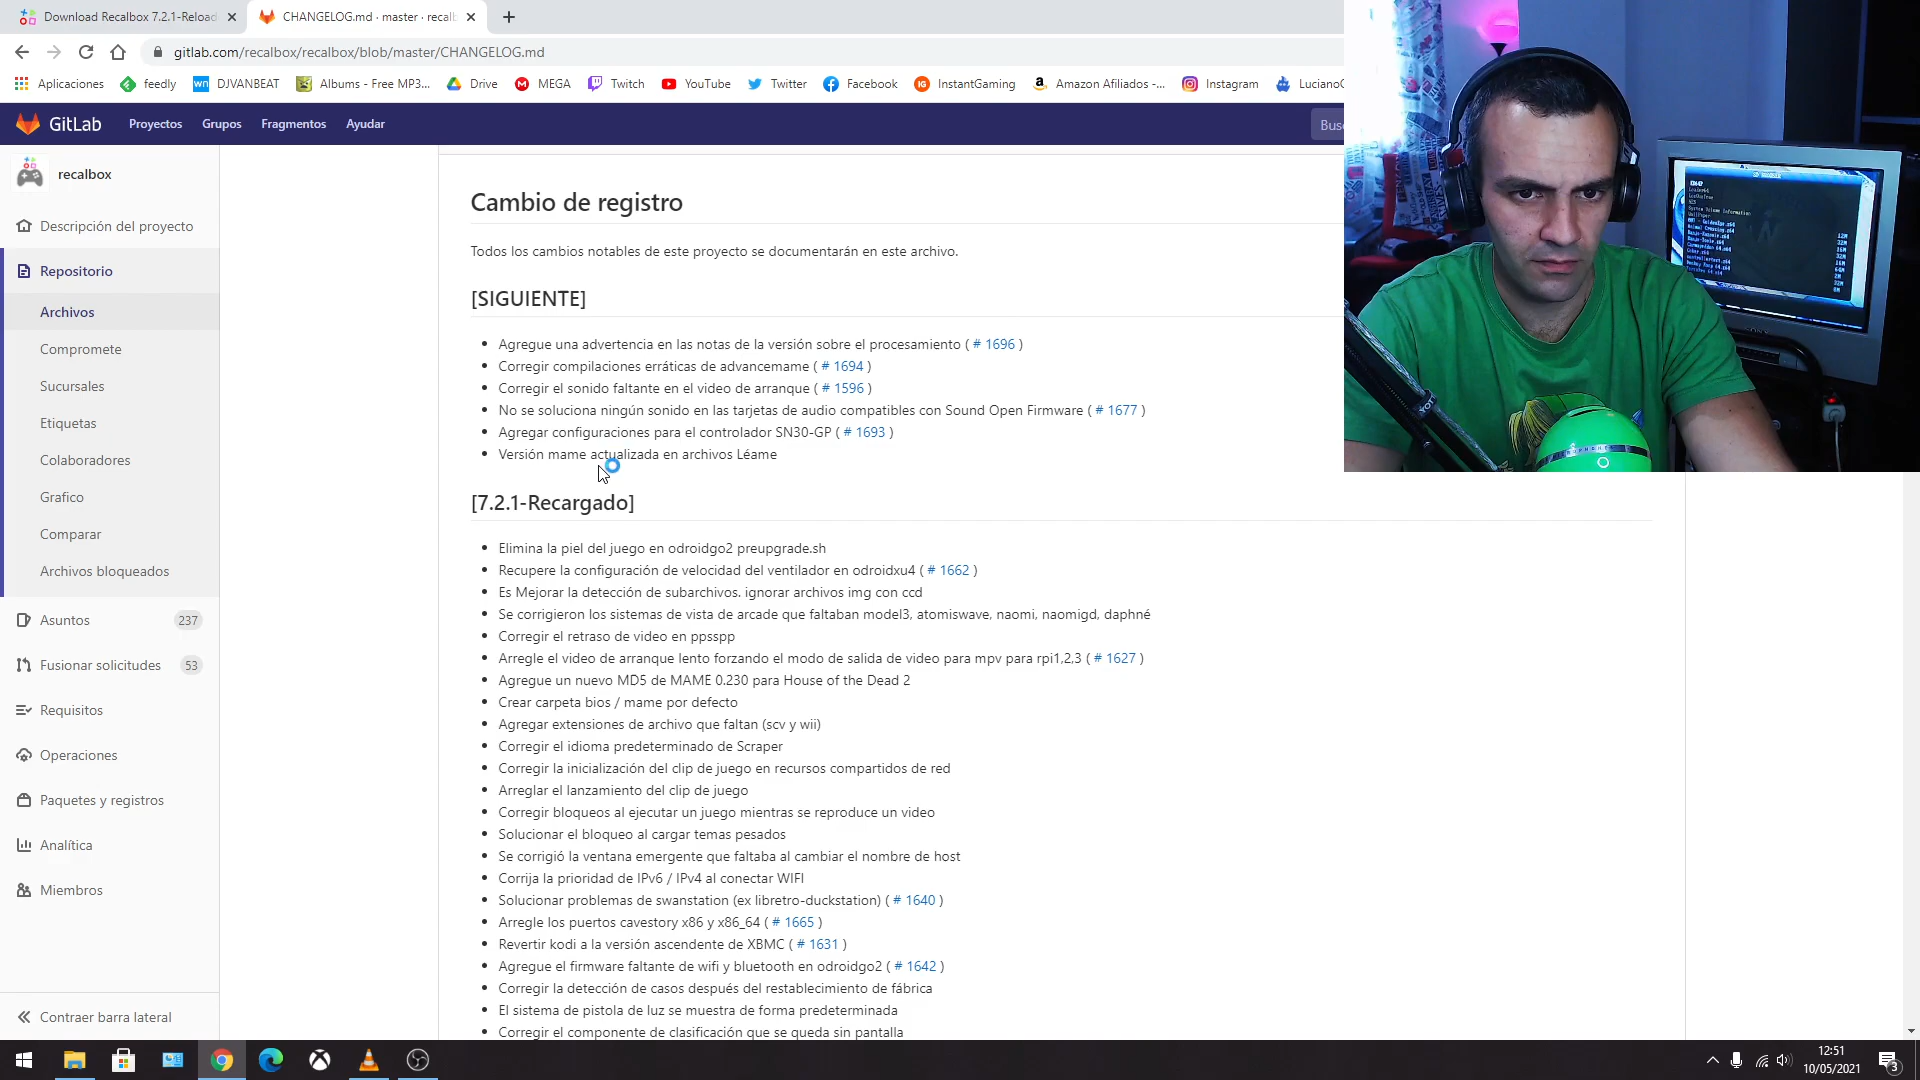 Download Recalbox 7.2.1-Reload
CHANGELOG.md · master · recalb
gitlab.com/recalbox/recalbox/blob/master/CHANGELOG.md
Aplicaciones
feedly
wn DJVANBEAT
Albums - Free MP3...
Drive
MEGA
Twitch
YouTube
Twitter
Facebook
IG InstantGaming
Amazon Afiliados -...
Instagram
LucianoC
GitLab
Proyectos
Grupos
Fragmentos
Ayudar
Busc
recalbox
Descripción del proyecto
Repositorio
Archivos
Compromete
Sucursales
Etiquetas
Colaboradores
Grafico
Comparar
Archivos bloqueados
Asuntos 237
Fusionar solicitudes 53
Requisitos
Operaciones
Paquetes y registros
Analítica
Miembros
Contraer barra lateral
Cambio de registro
Todos los cambios notables de este proyecto se documentarán en este archivo.
[SIGUIENTE]
Agregue una advertencia en las notas de la versión sobre el procesamiento ( # 1696 )
Corregir compilaciones erráticas de advancemame ( # 1694 )
Corregir el sonido faltante en el video de arranque ( # 1596 )
No se soluciona ningún sonido en las tarjetas de audio compatibles con Sound Open Firmware ( # 1677 )
Agregar configuraciones para el controlador SN30-GP ( # 1693 )
Versión mame actualizada en archivos Léame
[7.2.1-Recargado]
Elimina la piel del juego en odroidgo2 preupgrade.sh
Recupere la configuración de velocidad del ventilador en odroidxu4 ( # 1662 )
Es Mejorar la detección de subarchivos. ignorar archivos img con ccd
Se corrigieron los sistemas de vista de arcade que faltaban model3, atomiswave, naomi, naomigd, daphné
Corregir el retraso de video en ppsspp
Arregle el video de arranque lento forzando el modo de salida de video para mpv para rpi1,2,3 ( # 1627 )
Agregue un nuevo MD5 de MAME 0.230 para House of the Dead 2
Crear carpeta bios / mame por defecto
Agregar extensiones de archivo que faltan (scv y wii)
Corregir el idioma predeterminado de Scraper
Corregir la inicialización del clip de juego en recursos compartidos de red
Arreglar el lanzamiento del clip de juego
Corregir bloqueos al ejecutar un juego mientras se reproduce un video
Solucionar el bloqueo al cargar temas pesados
Se corrigió la ventana emergente que faltaba al cambiar el nombre de host
Corrija la prioridad de IPv6 / IPv4 al conectar WIFI
Solucionar problemas de swanstation (ex libretro-duckstation) ( # 1640 )
Arregle los puertos cavestory x86 y x86_64 ( # 1665 )
Revertir kodi a la versión ascendente de XBMC ( # 1631 )
Agregue el firmware faltante de wifi y bluetooth en odroidgo2 ( # 1642 )
Corregir la detección de casos después del restablecimiento de fábrica
El sistema de pistola de luz se muestra de forma predeterminada
Corregir el componente de clasificación que se queda sin pantalla
12:51
10/05/2021
3